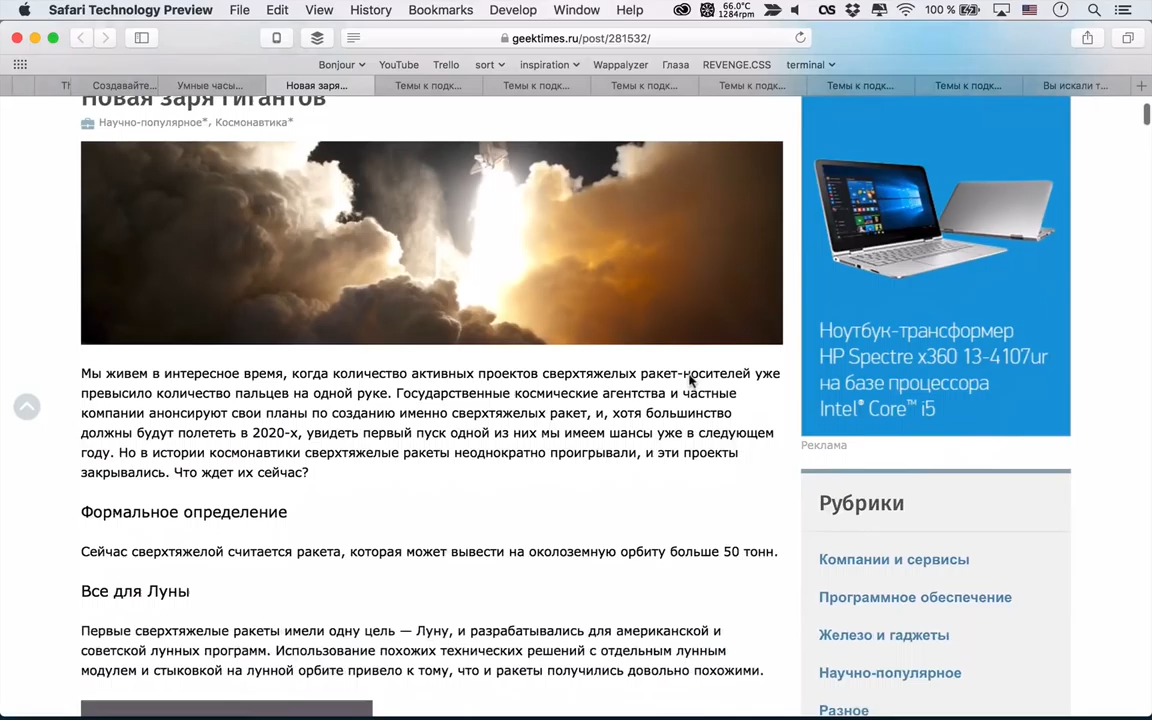 Safari Technology Preview File Edit View History Bookmarks Develop Window Help 66.0°C 1284rpm 100 %
geektimes.ru/post/281532/
Bonjour YouTube Trello sort inspiration Wappalyzer Глаза REVENGE.CSS terminal
Создавайте... Умные часы... Новая заря... Темы к подк... Темы к подк... Темы к подк... Темы к подк... Темы к подк... Темы к подк... Вы искали т...
Новая заря гигантов
Научно-популярное*, Космонавтика*
Мы живем в интересное время, когда количество активных проектов сверхтяжелых ракет-носителей уже
превысило количество пальцев на одной руке. Государственные космические агентства и частные
компании анонсируют свои планы по созданию именно сверхтяжелых ракет, и, хотя большинство
должны будут полететь в 2020-х, увидеть первый пуск одной из них мы имеем шансы уже в следующем
году. Но в истории космонавтики сверхтяжелые ракеты неоднократно проигрывали, и эти проекты
закрывались. Что ждет их сейчас?
Формальное определение
Сейчас сверхтяжелой считается ракета, которая может вывести на околоземную орбиту больше 50 тонн.
Все для Луны
Первые сверхтяжелые ракеты имели одну цель — Луну, и разрабатывались для американской и
советской лунных программ. Использование похожих технических решений с отдельным лунным
модулем и стыковкой на лунной орбите привело к тому, что и ракеты получились довольно похожими.
Ноутбук-трансформер
HP Spectre x360 13-4107ur
на базе процессора
Intel® Core™ i5
Реклама
Рубрики
Компании и сервисы
Программное обеспечение
Железо и гаджеты
Научно-популярное
Разное